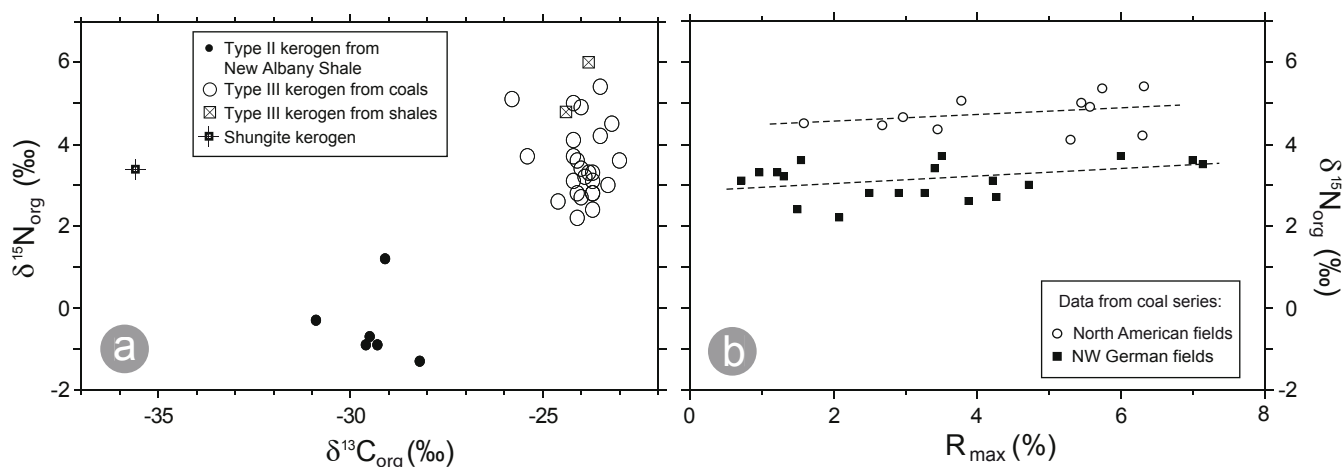 Type II kerogen from
New Albany Shale
Type III kerogen from coals
Type III kerogen from shales
Shungite kerogen
6
4
2
0
-2
δ¹⁵Norg (‰)
a
-35
-30
-25
δ¹³Corg (‰)
Data from coal series:
North American fields
NW German fields
b
0
2
4
6
8
Rmax (%)
6
4
2
0
-2
δ¹⁵Norg (‰)